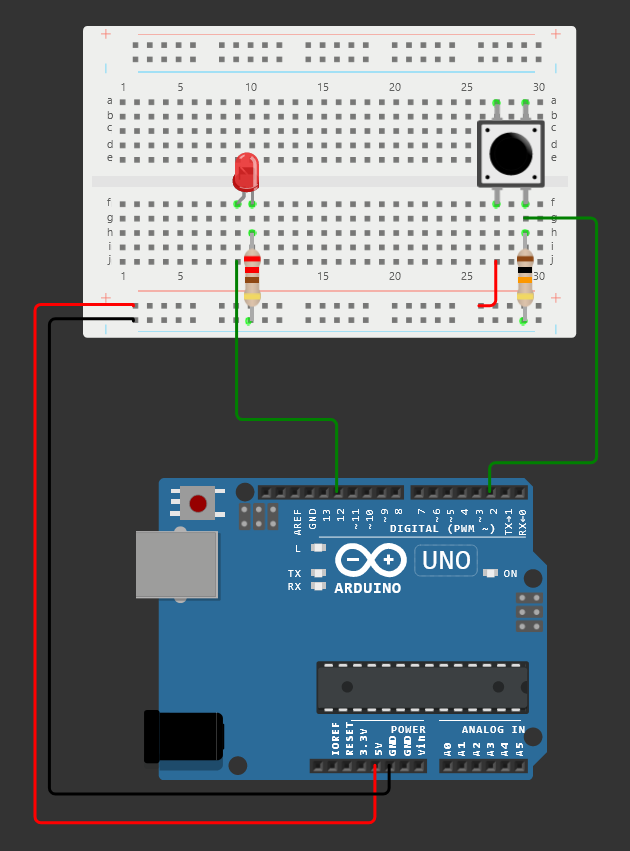 + +
1 5 10 15 20 25 30
a a
b b
c c
d d
e e
f f
g g
h h
i i
j j
1 5 10 15 20 25 30
+ +
AREF GND 13 12 ~11 ~10 ~9 8 7 ~6 ~5 4 ~3 2 TX→1 RX←0
DIGITAL (PWM ~)
L
TX
RX
UNO
ON
ARDUINO
POWER
ANALOG IN
IOREF RESET 3.3V 5V GND GND Vin A0 A1 A2 A3 A4 A5